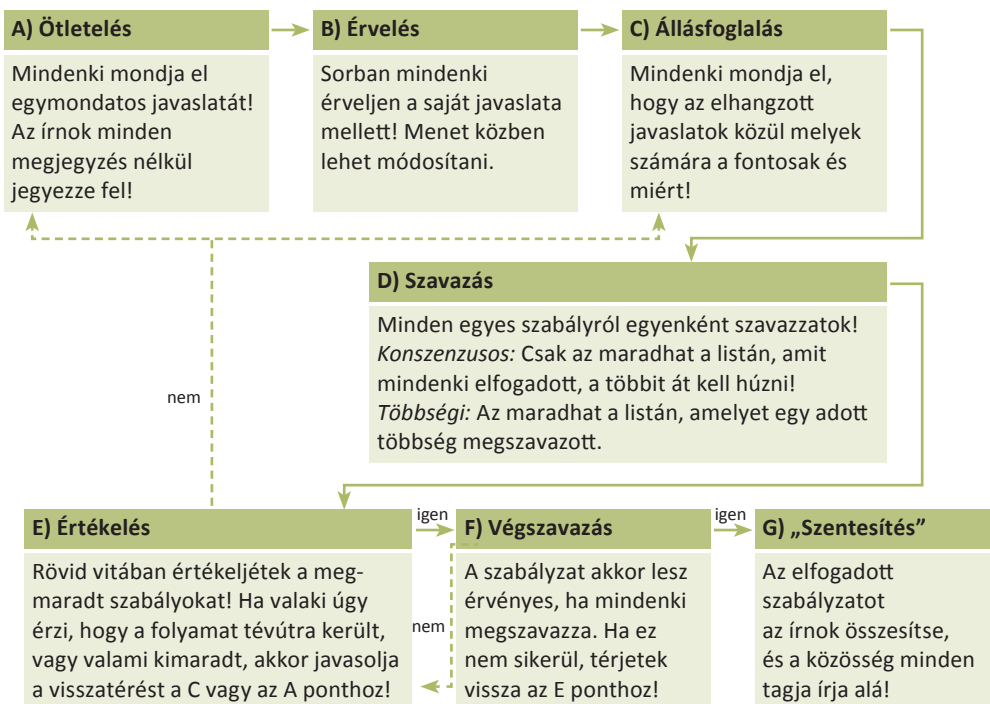 A) Ötletelés
Mindenki mondja el
egymondatos javaslatát!
Az írnok minden
megjegyzés nélkül
jegyezze fel!
B) Érvelés
Sorban mindenki
érveljen a saját javaslata
mellett! Menet közben
lehet módosítani.
C) Állásfoglalás
Mindenki mondja el,
hogy az elhangzott
javaslatok közül melyek
számára a fontosak és
miért!
D) Szavazás
Minden egyes szabályról egyenként szavazzatok!
Konszenzusos: Csak az maradhat a listán, amit
mindenki elfogadott, a többit át kell húzni!
Többségi: Az maradhat a listán, amelyet egy adott
többség megszavazott.
nem
E) Értékelés
Rövid vitában értékeljétek a meg-
maradt szabályokat! Ha valaki úgy
érzi, hogy a folyamat tévútra került,
vagy valami kimaradt, akkor javasolja
a visszatérést a C vagy az A ponthoz!
igen
nem
F) Végszavazás
A szabályzat akkor lesz
érvényes, ha mindenki
megszavazza. Ha ez
nem sikerül, térjetek
vissza az E ponthoz!
igen
G) „Szentesítés”
Az elfogadott
szabályzatot
az írnok összesítse,
és a közösség minden
tagja írja alá!